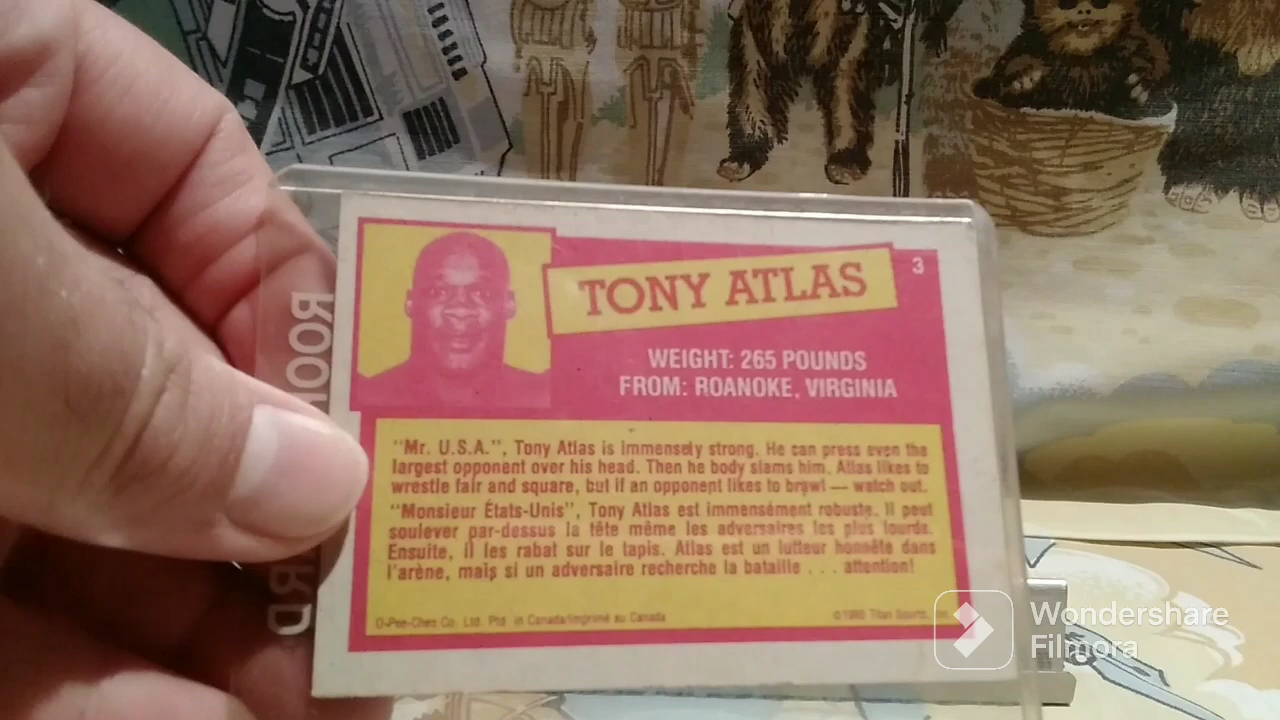 TONY ATLAS
3
WEIGHT: 265 POUNDS
FROM: ROANOKE, VIRGINIA
"Mr. U.S.A.", Tony Atlas is immensely strong. He can press even the
largest opponent over his head. Then he body slams him. Atlas likes to
wrestle fair and square, but if an opponent likes to brawl — watch out.
"Monsieur États-Unis", Tony Atlas est immensément robuste. Il peut
soulever par-dessus la tête même les adversaires les plus lourds.
Ensuite, il les rabat sur le tapis. Atlas est un lutteur honnête dans
l'arène, mais si un adversaire recherche la bataille . . . attention!
O-Pee-Chee Co. Ltd. Ptd. in Canada/Imprimé au Canada
©1985 Titan Sports, Inc.
Wondershare
Filmora